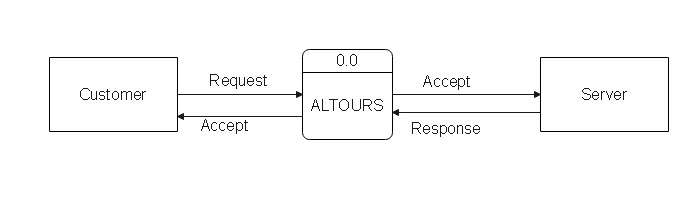 0.0
Request
Accept
Customer
ALTOURS
Server
Accept
Response